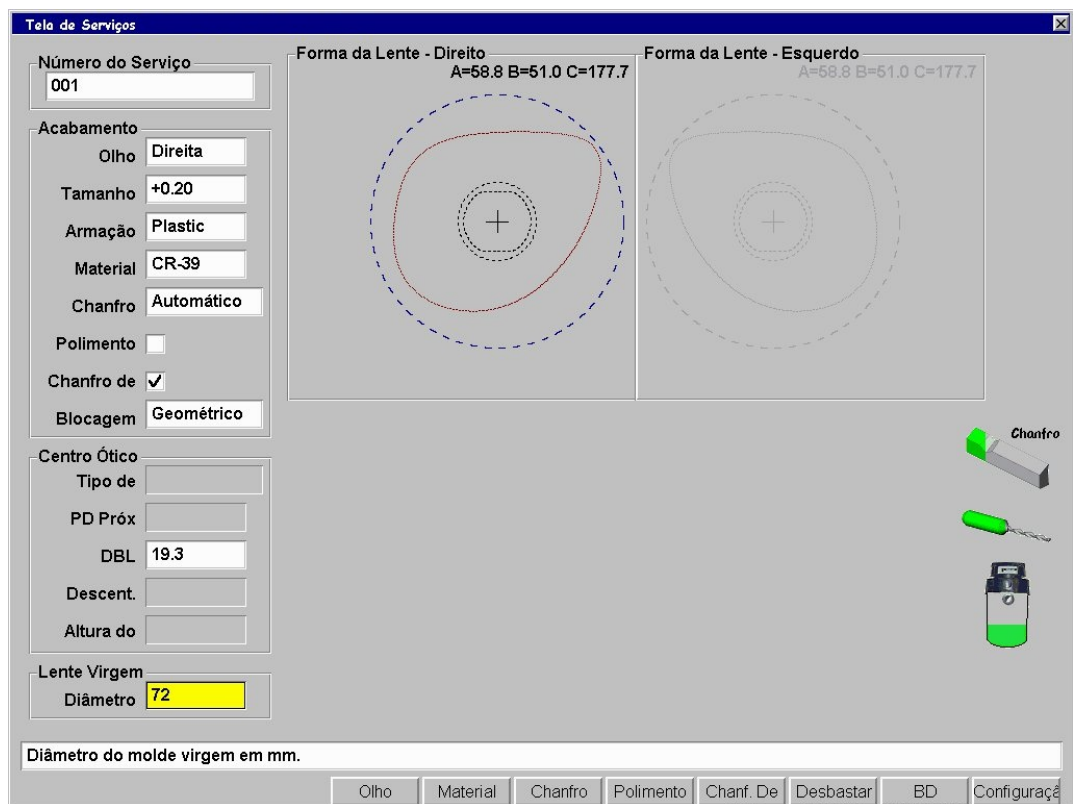 Tela de Serviços
Número do Serviço
001
Acabamento
Olho Direita
Tamanho +0.20
Armação Plastic
Material CR-39
Chanfro Automático
Polimento
Chanfro de
Blocagem Geométrico
Centro Ótico
Tipo de
PD Próx
DBL 19.3
Descent.
Altura do
Lente Virgem
Diâmetro 72
Forma da Lente - Direito
A=58.8 B=51.0 C=177.7
Forma da Lente - Esquerdo
A=58.8 B=51.0 C=177.7
Chanfro
Diâmetro do molde virgem em mm.
Olho Material Chanfro Polimento Chanf. De Desbastar BD Configuraçã